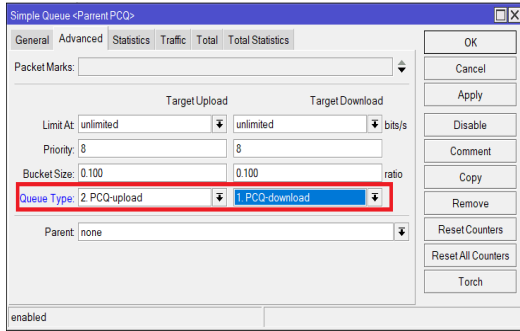 Simple Queue <Parrent PCQ>
General Advanced Statistics Traffic Total Total Statistics
OK
Packet Marks:
Cancel
Target Upload Target Download
Apply
Limit At: unlimited unlimited bits/s
Disable
Priority: 8 8
Comment
Bucket Size: 0.100 0.100 ratio
Copy
Queue Type: 2. PCQ-upload 1. PCQ-download
Remove
Parent: none
Reset Counters
Reset All Counters
Torch
enabled